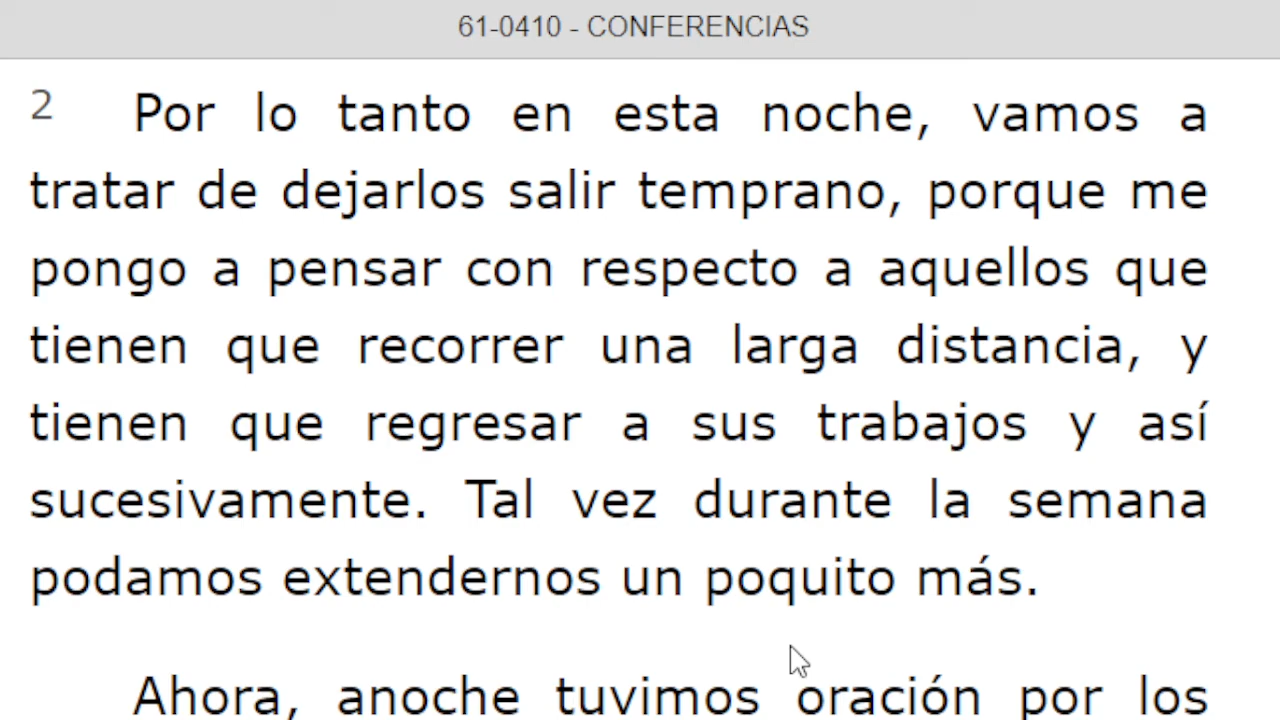 61-0410 - CONFERENCIAS
2 Por lo tanto en esta noche, vamos a
tratar de dejarlos salir temprano, porque me
pongo a pensar con respecto a aquellos que
tienen que recorrer una larga distancia, y
tienen que regresar a sus trabajos y así
sucesivamente. Tal vez durante la semana
podamos extendernos un poquito más.
Ahora, anoche tuvimos oración por los